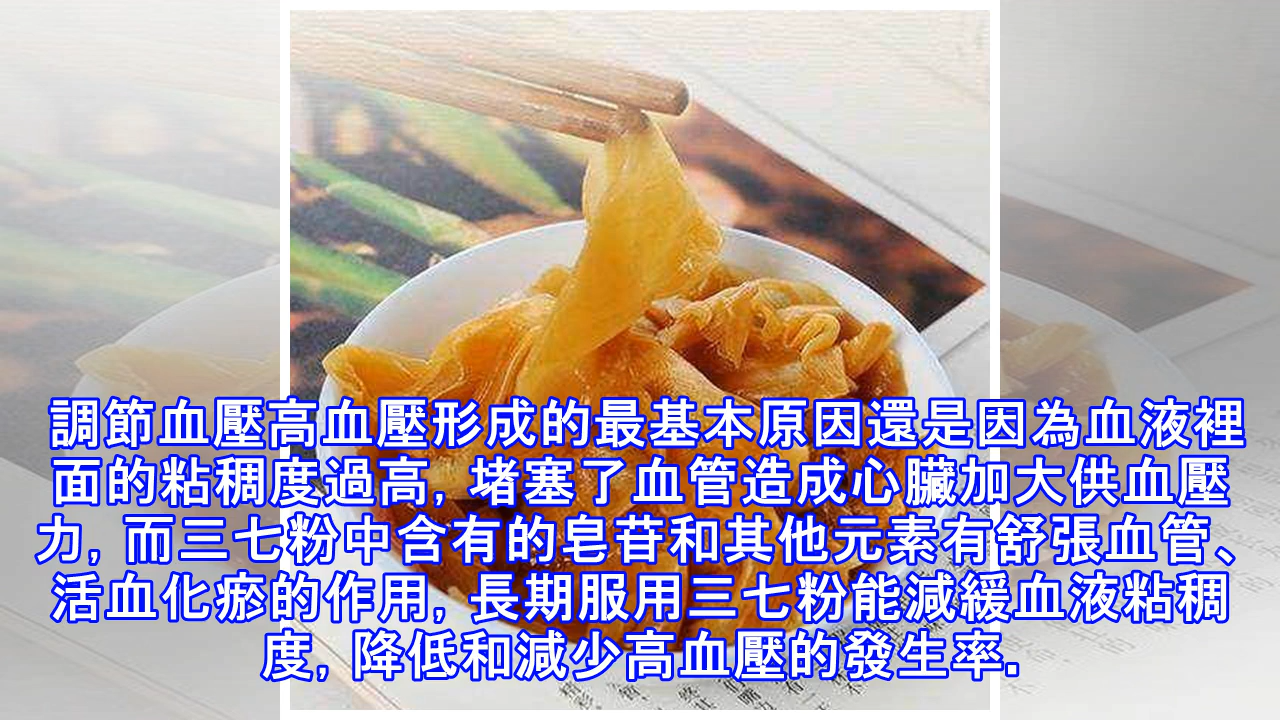 調節血壓高血壓形成的最基本原因還是因為血液裡
面的粘稠度過高, 堵塞了血管造成心臟加大供血壓
力, 而三七粉中含有的皂苷和其他元素有舒張血管、
活血化瘀的作用, 長期服用三七粉能減緩血液粘稠
度, 降低和減少高血壓的發生率.